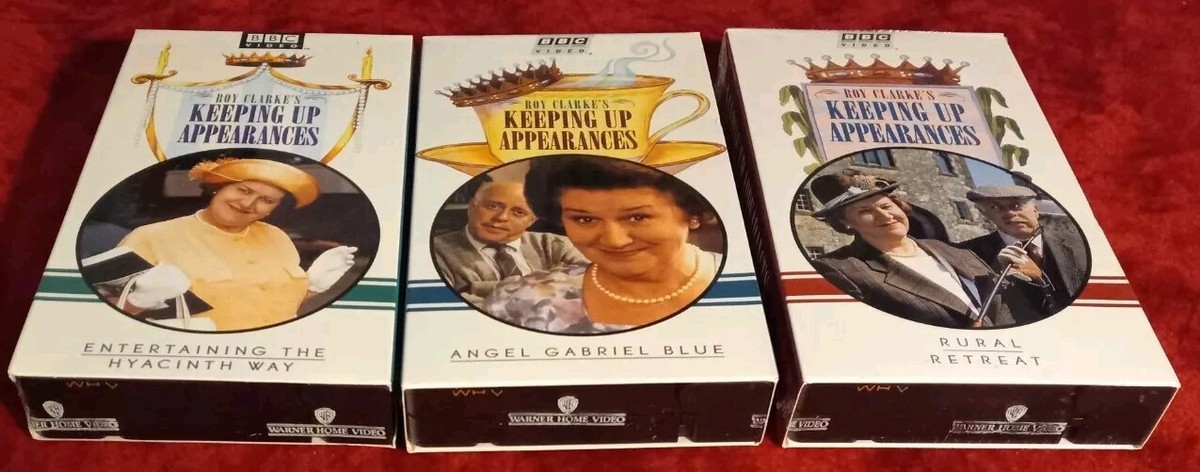 BBC
VIDEO
ROY CLARKE'S
KEEPING UP
APPEARANCES
ENTERTAINING THE
HYACINTH WAY
WARNER HOME VIDEO
BBC
VIDEO
ROY CLARKE'S
KEEPING UP
APPEARANCES
ANGEL GABRIEL BLUE
WARNER HOME VIDEO
BBC
VIDEO
ROY CLARKE'S
KEEPING UP
APPEARANCES
RURAL
RETREAT
VIDEO
WARNER HOME VIDEO